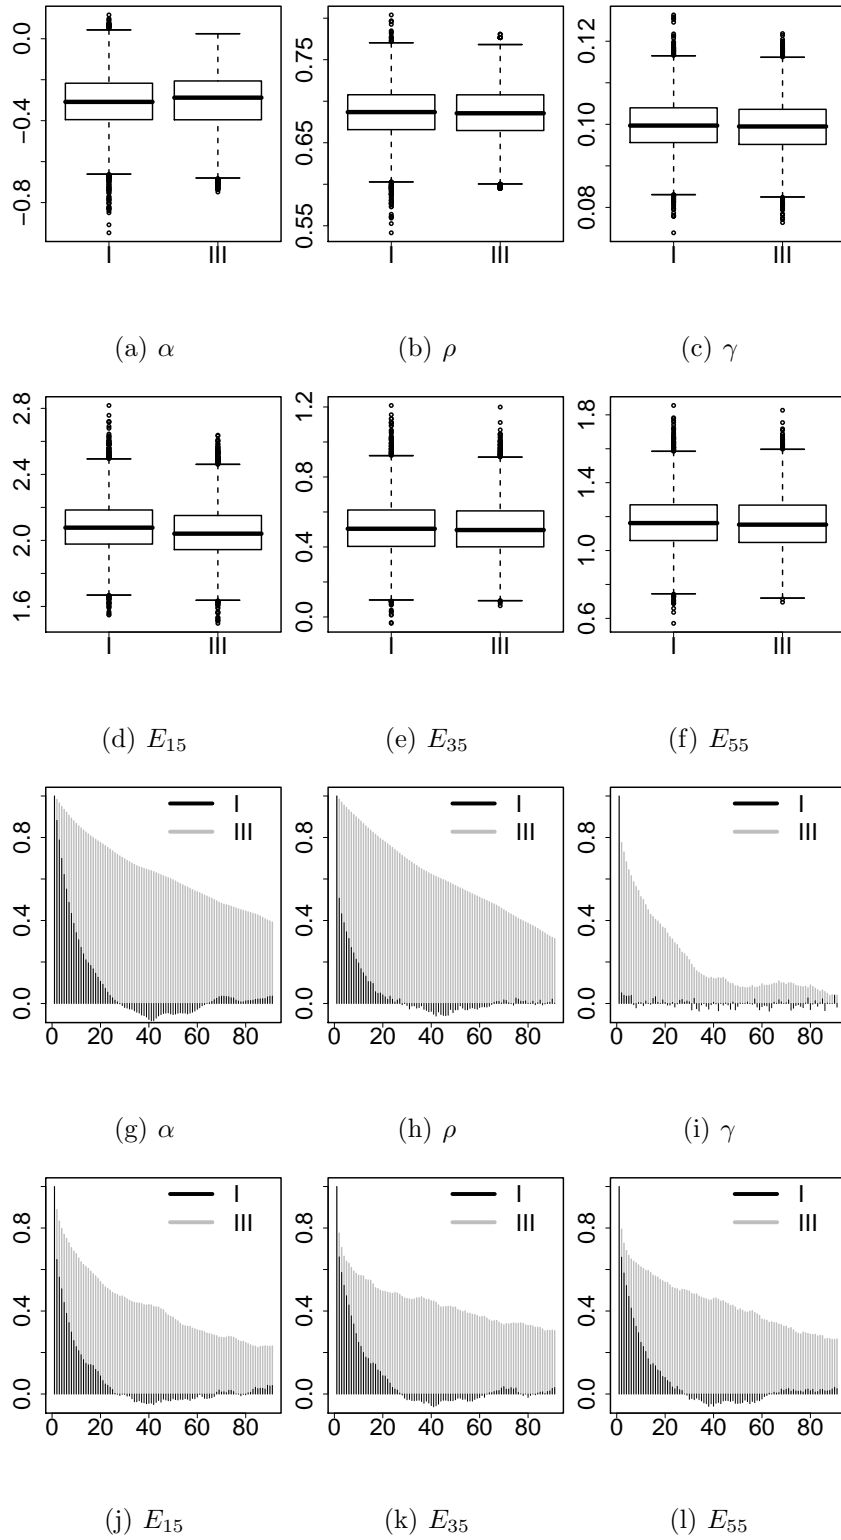 0.0
−0.4
−0.8
I III
(a) α
0.75
0.65
0.55
I III
(b) ρ
0.12
0.10
0.08
I III
(c) γ
2.8
2.4
2.0
1.6
I III
(d) E15
1.2
0.8
0.4
0.0
I III
(e) E35
1.8
1.4
1.0
0.6
I III
(f) E55
I
III
0.8
0.4
0.0
0 20 40 60 80
(g) α
I
III
0.8
0.4
0.0
0 20 40 60 80
(h) ρ
I
III
0.8
0.4
0.0
0 20 40 60 80
(i) γ
I
III
0.8
0.4
0.0
0 20 40 60 80
(j) E15
I
III
0.8
0.4
0.0
0 20 40 60 80
(k) E35
I
III
0.8
0.4
0.0
0 20 40 60 80
(l) E55